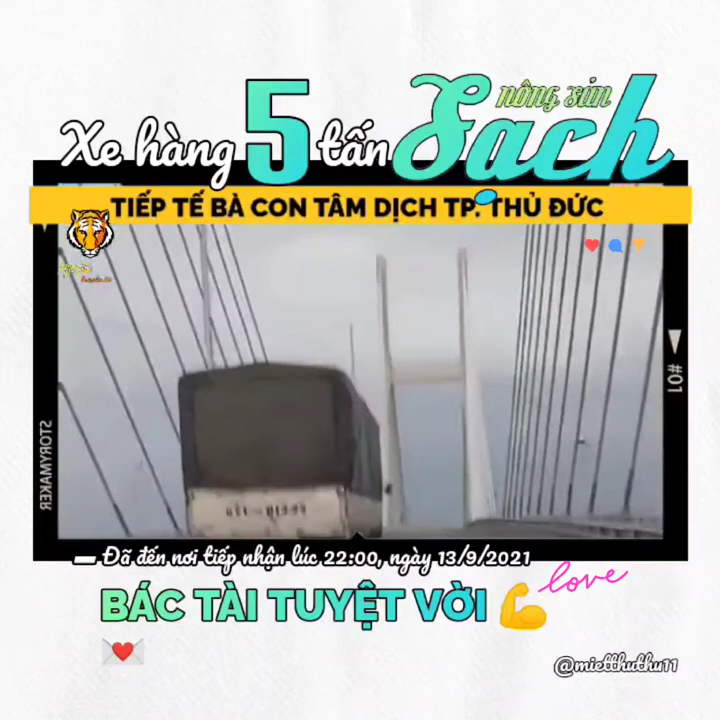 nông sản
Xe hàng 5 tấn Sạch
TIẾP TẾ BÀ CON TÂM DỊCH TP. THỦ ĐỨC
#01
STORYMAKER
Đã đến nơi tiếp nhận lúc 22:00, ngày 13/9/2021
love
BÁC TÀI TUYỆT VỜI 💪
@mietthuthu11